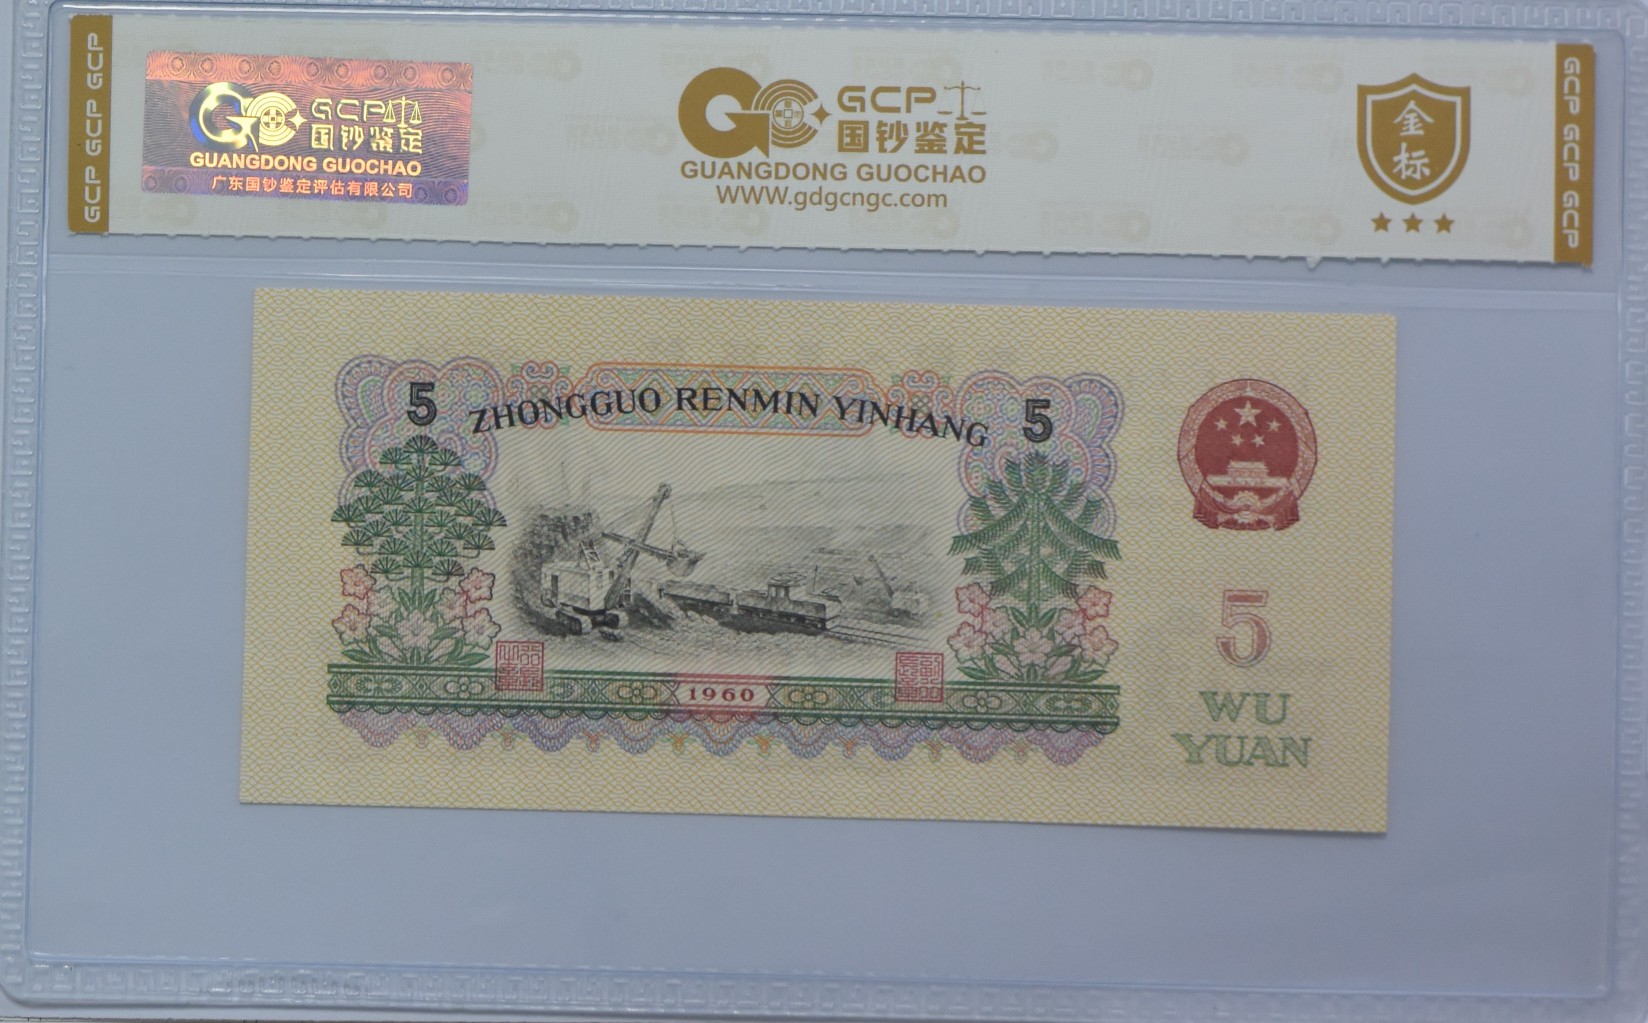 GCP GCP GCP
GCP
国钞鉴定
GUANGDONG GUOCHAO
广东国钞鉴定评估有限公司
GCP
国钞鉴定
GUANGDONG GUOCHAO
www.gdgcngc.com
金
标
GCP GCP GCP
5
ZHONGGUO RENMIN YINHANG
5
1960
5
WU
YUAN